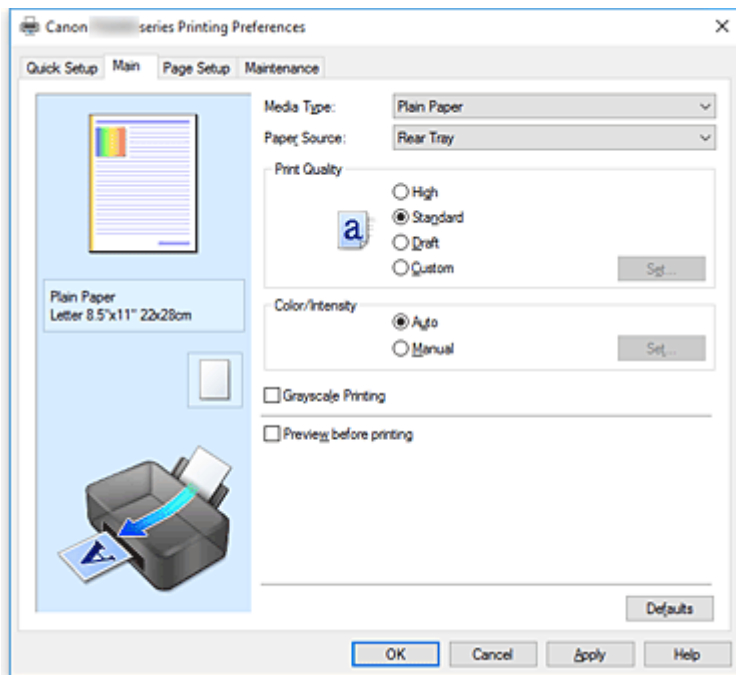 Canon series Printing Preferences
Quick Setup Main Page Setup Maintenance
Media Type: Plain Paper
Paper Source: Rear Tray
Print Quality
High
Standard
Draft
Custom Set...
a
Plain Paper
Letter 8.5"x11" 22x28cm
Color/Intensity
Auto
Manual Set...
Grayscale Printing
Preview before printing
A
Defaults
OK Cancel Apply Help